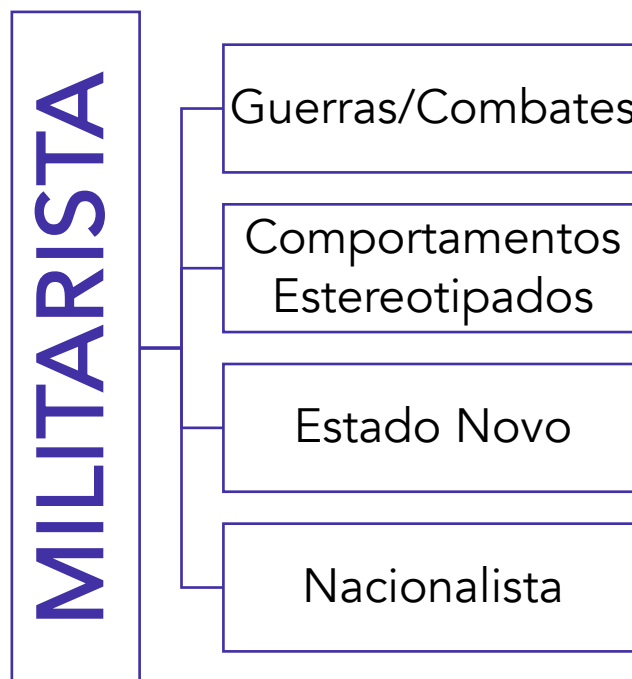 MILITARISTA
Guerras/Combates
Comportamentos
Estereotipados
Estado Novo
Nacionalista